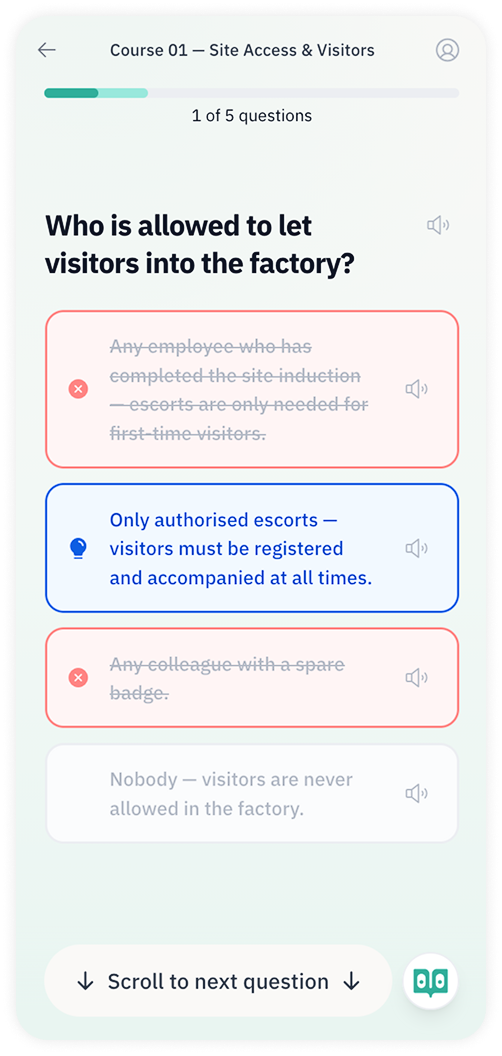 Course 01 — Site Access & Visitors
1 of 5 questions
Who is allowed to let
visitors into the factory?
Any employee who has
completed the site induction
— escorts are only needed for
first-time visitors.
Only authorised escorts —
visitors must be registered
and accompanied at all times.
Any colleague with a spare
badge.
Nobody — visitors are never
allowed in the factory.
↓ Scroll to next question ↓